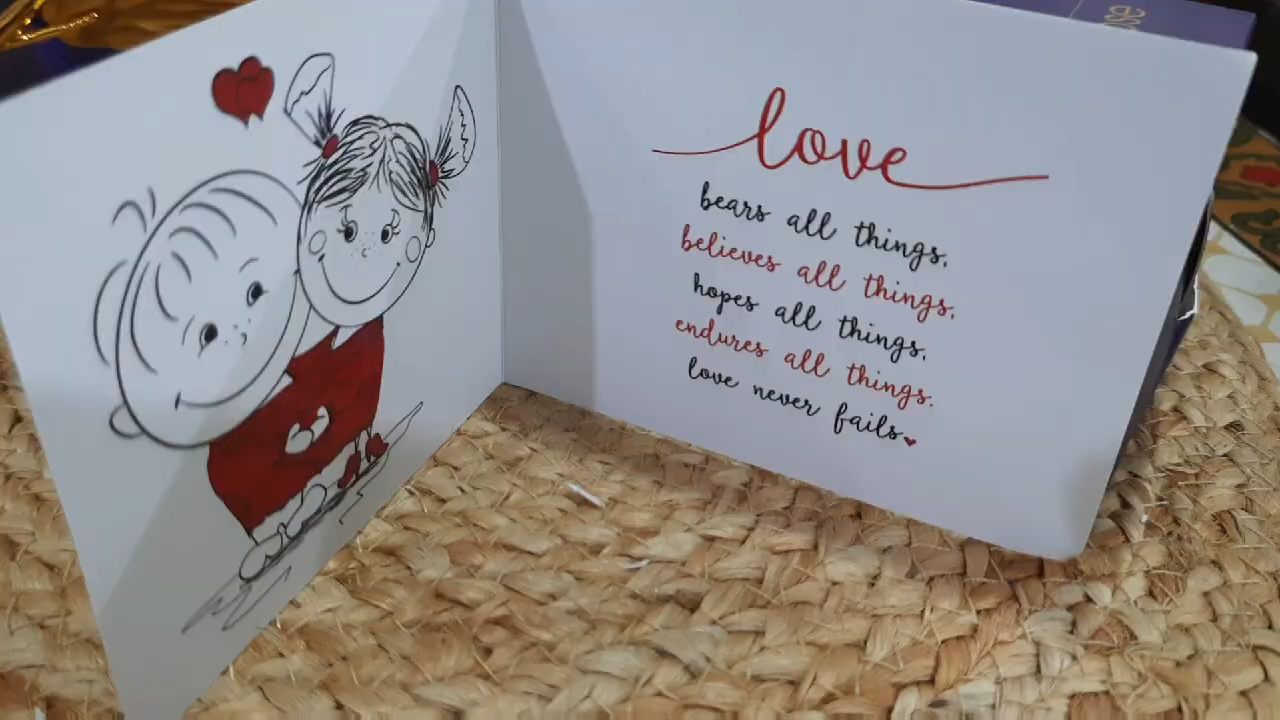 love
bears all things,
believes all things,
hopes all things,
endures all things.
love never fails